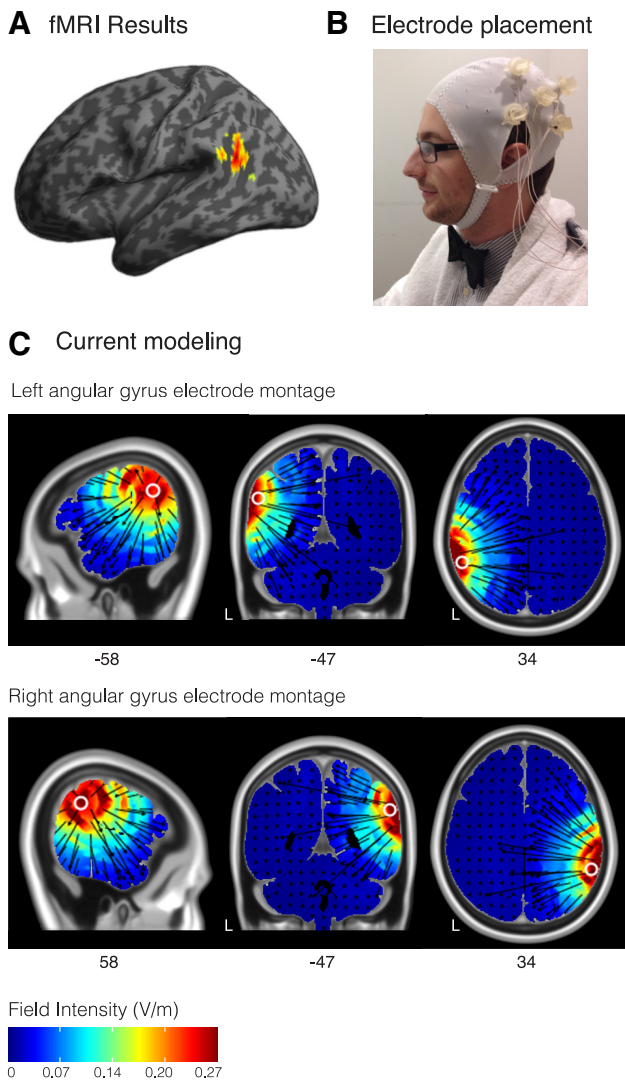 A fMRI Results
B Electrode placement
C Current modeling
Left angular gyrus electrode montage
L L
-58 -47 34
Right angular gyrus electrode montage
L L
58 -47 34
Field Intensity (V/m)
0 0.07 0.14 0.20 0.27